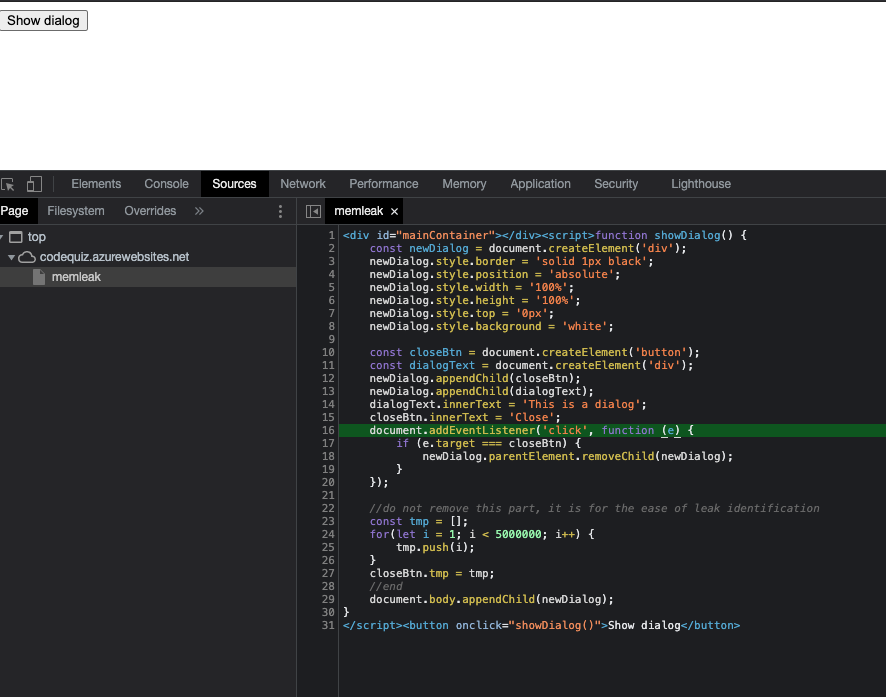 Show dialog
Elements Console Sources Network Performance Memory Application Security Lighthouse
Page Filesystem Overrides »
memleak ×
top
codequiz.azurewebsites.net
memleak
1 <div id="mainContainer"></div><script>function showDialog() {
2     const newDialog = document.createElement('div');
3     newDialog.style.border = 'solid 1px black';
4     newDialog.style.position = 'absolute';
5     newDialog.style.width = '100%';
6     newDialog.style.height = '100%';
7     newDialog.style.top = '0px';
8     newDialog.style.background = 'white';
9
10     const closeBtn = document.createElement('button');
11     const dialogText = document.createElement('div');
12     newDialog.appendChild(closeBtn);
13     newDialog.appendChild(dialogText);
14     dialogText.innerText = 'This is a dialog';
15     closeBtn.innerText = 'Close';
16     document.addEventListener('click', function (e) {
17         if (e.target === closeBtn) {
18             newDialog.parentElement.removeChild(newDialog);
19         }
20     });
21
22     //do not remove this part, it is for the ease of leak identification
23     const tmp = [];
24     for(let i = 1; i < 5000000; i++) {
25         tmp.push(i);
26     }
27     closeBtn.tmp = tmp;
28     //end
29     document.body.appendChild(newDialog);
30 }
31 </script><button onclick="showDialog()">Show dialog</button>